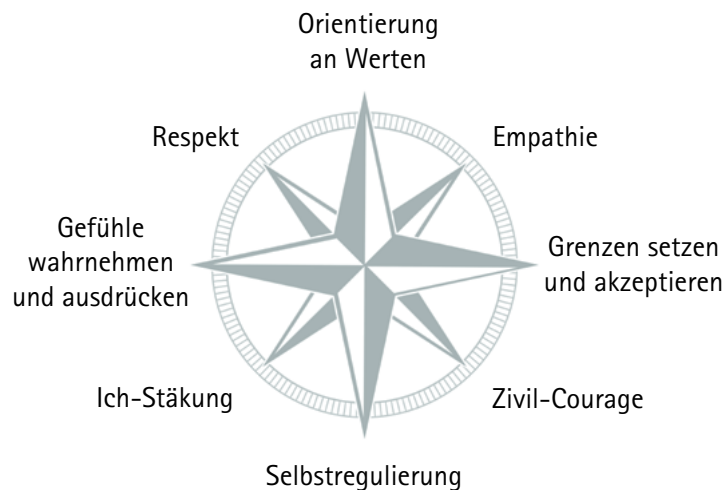 Orientierung
an Werten
Respekt
Empathie
Gefühle
wahrnehmen
und ausdrücken
Grenzen setzen
und akzeptieren
Ich-Stäkung
Zivil-Courage
Selbstregulierung